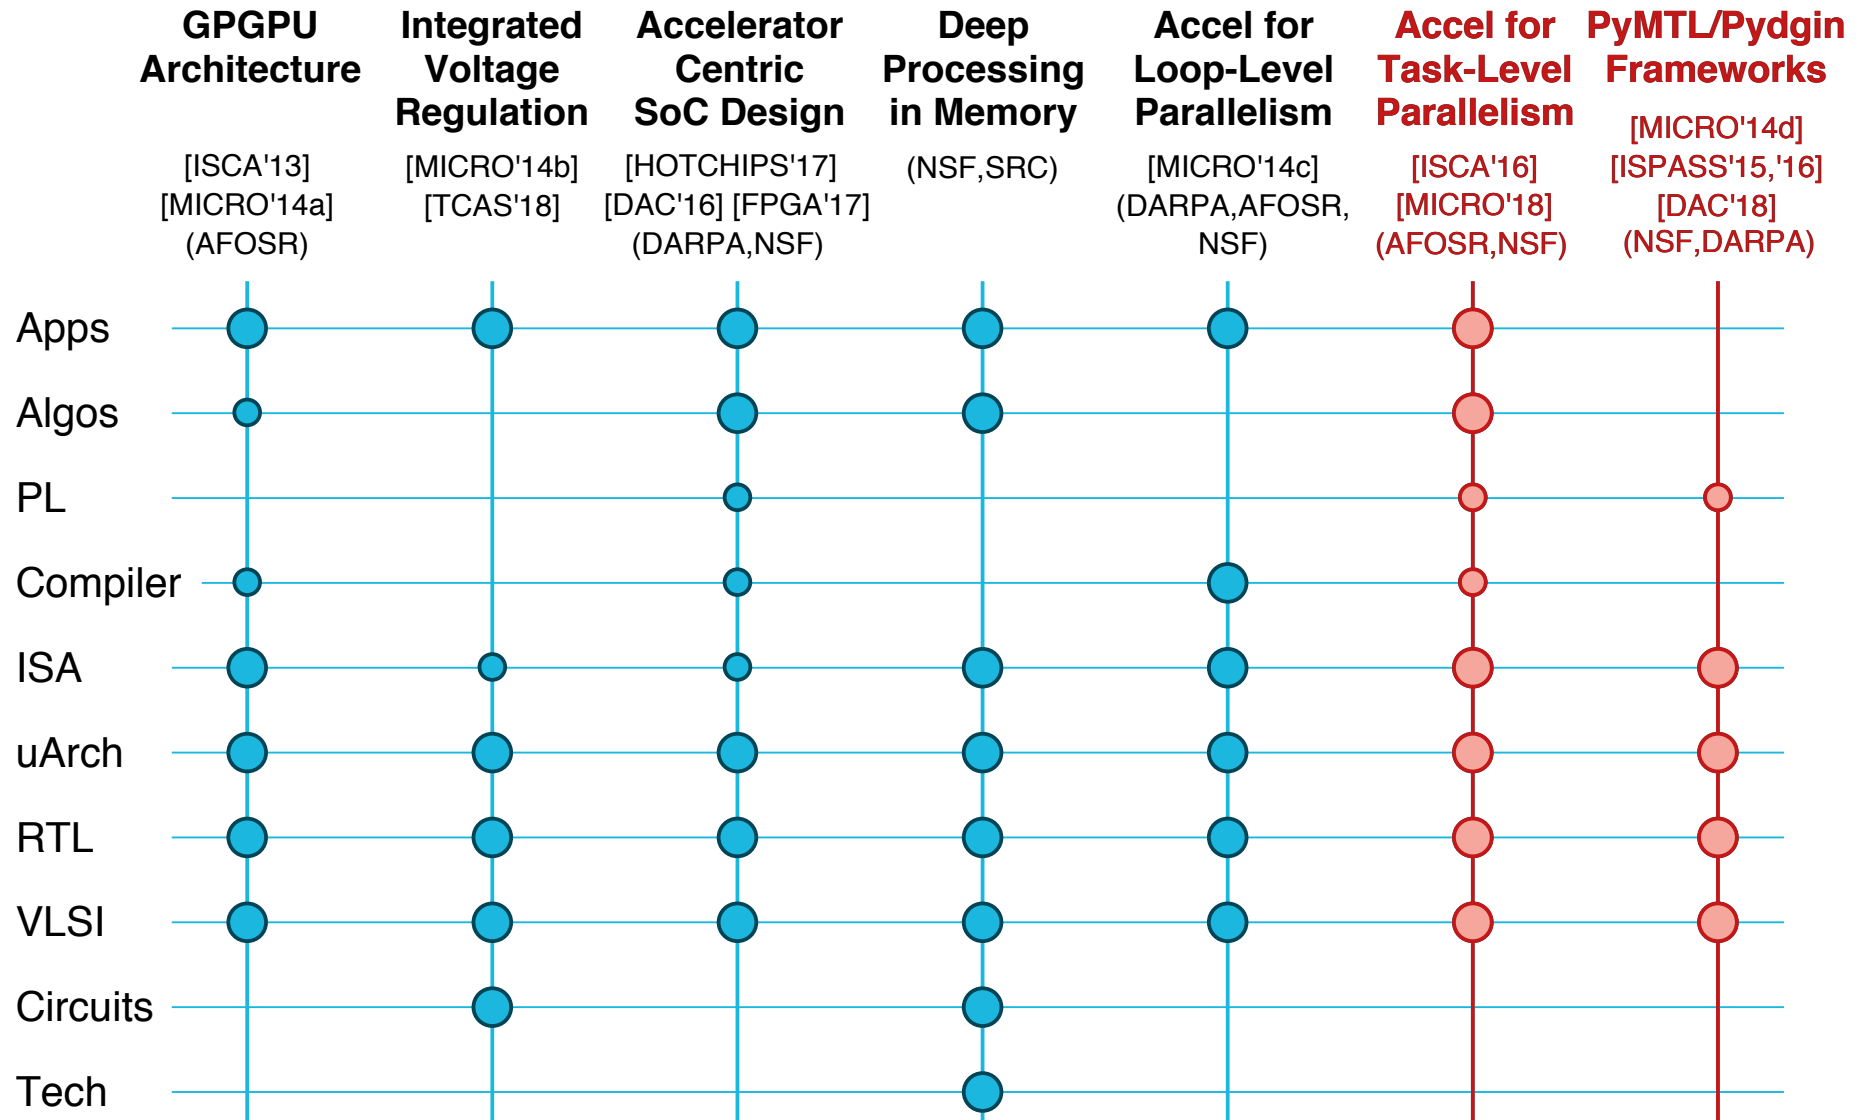 GPGPU
Architecture
[ISCA'13]
[MICRO'14a]
(AFOSR)
Integrated
Voltage
Regulation
[MICRO'14b]
[TCAS'18]
Accelerator
Centric
SoC Design
[HOTCHIPS'17]
[DAC'16] [FPGA'17]
(DARPA,NSF)
Deep
Processing
in Memory
(NSF,SRC)
Accel for
Loop-Level
Parallelism
[MICRO'14c]
(DARPA,AFOSR,
NSF)
Accel for
Task-Level
Parallelism
[ISCA'16]
[MICRO'18]
(AFOSR,NSF)
PyMTL/Pydgin
Frameworks
[MICRO'14d]
[ISPASS'15,'16]
[DAC'18]
(NSF,DARPA)
Apps
Algos
PL
Compiler
ISA
uArch
RTL
VLSI
Circuits
Tech